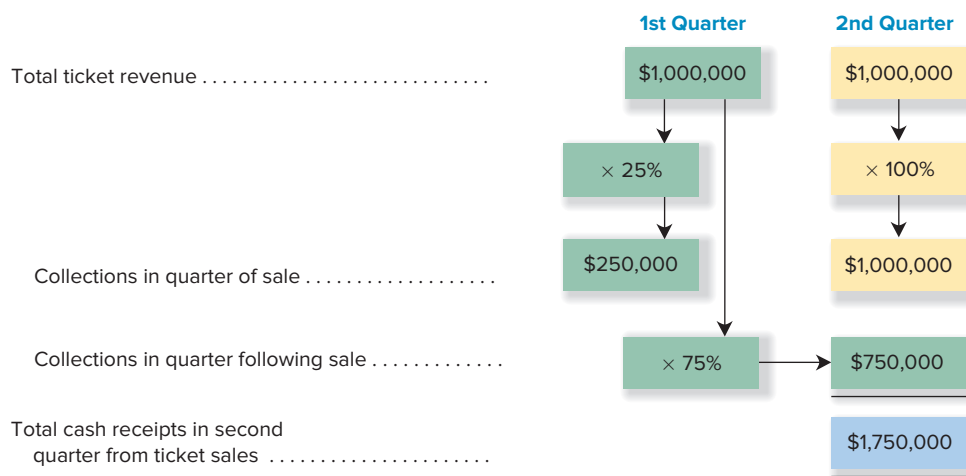 1st Quarter 2nd Quarter
Total ticket revenue . . . . . . . . . . . . . . . . . . . . . . . . . . . . . $1,000,000 $1,000,000
× 25% × 100%
Collections in quarter of sale . . . . . . . . . . . . . . . . . . . $250,000 $1,000,000
Collections in quarter following sale . . . . . . . . . . . . . × 75% $750,000
Total cash receipts in second
quarter from ticket sales . . . . . . . . . . . . . . . . . . . . . . $1,750,000